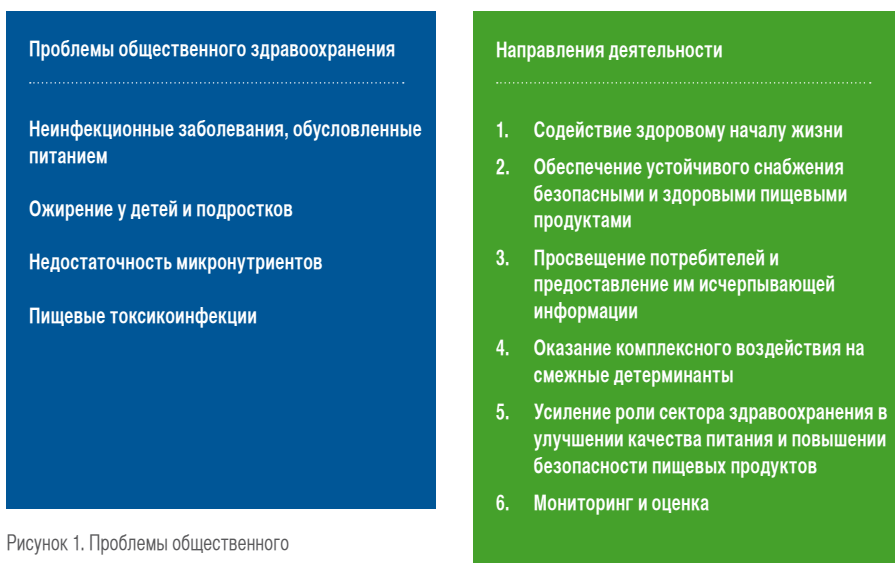 Проблемы общественного здравоохранения
Неинфекционные заболевания, обусловленные
питанием
Ожирение у детей и подростков
Недостаточность микронутриентов
Пищевые токсикоинфекции
Рисунок 1. Проблемы общественного
Направления деятельности
1. Содействие здоровому началу жизни
2. Обеспечение устойчивого снабжения
безопасными и здоровыми пищевыми
продуктами
3. Просвещение потребителей и
предоставление им исчерпывающей
информации
4. Оказание комплексного воздействия на
смежные детерминанты
5. Усиление роли сектора здравоохранения в
улучшении качества питания и повышении
безопасности пищевых продуктов
6. Мониторинг и оценка